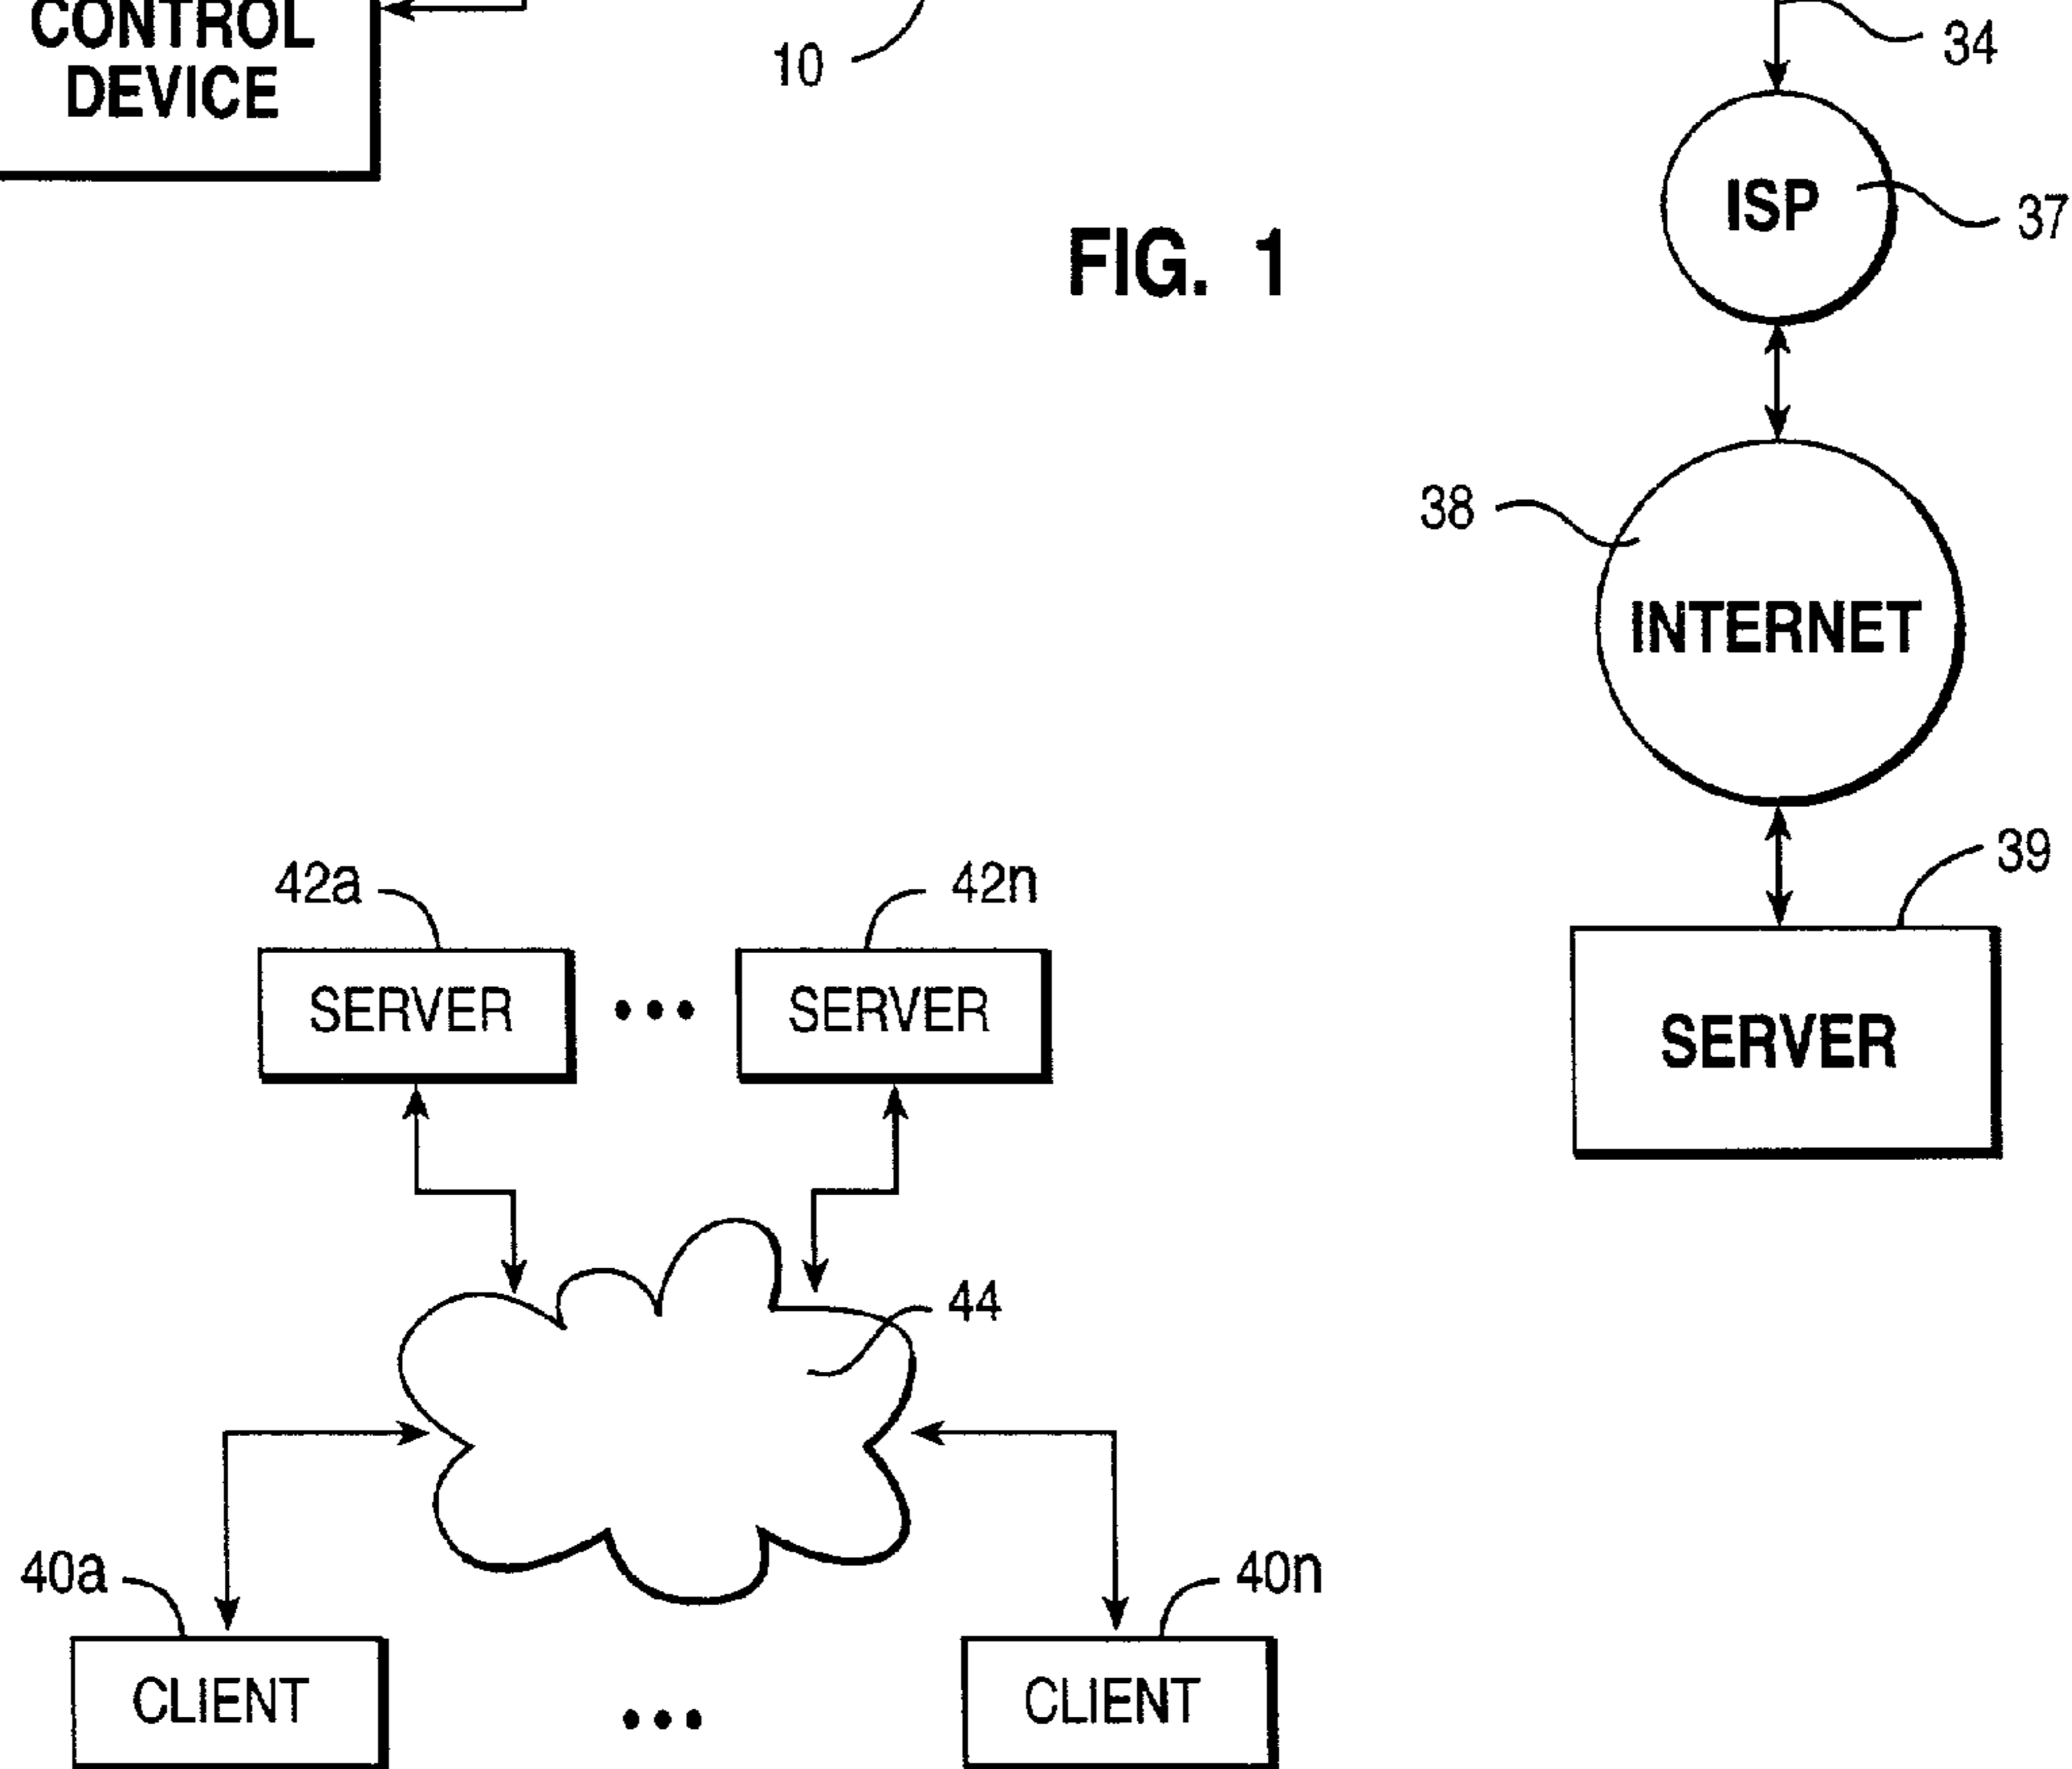 CONTROL
DEVICE
10
34
ISP
37
FIG. 1
38
INTERNET
39
SERVER
42a
42n
SERVER
•••
SERVER
44
40a
40n
CLIENT
•••
CLIENT